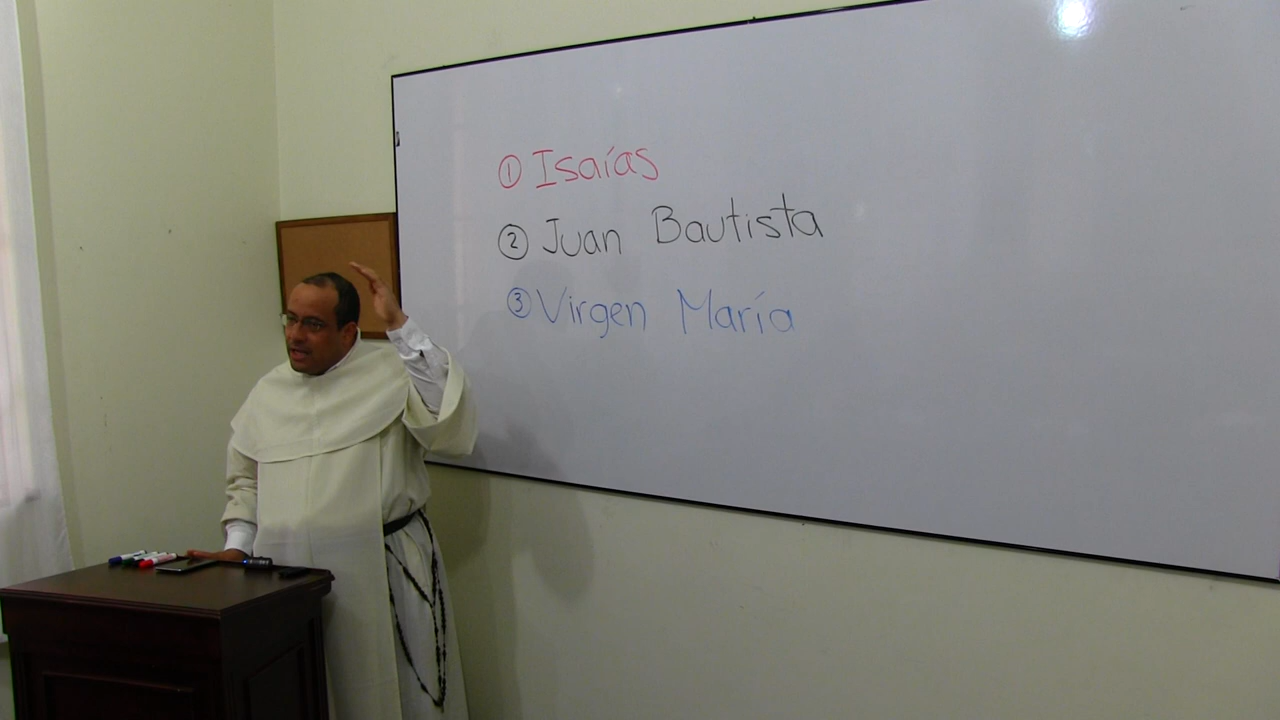 ① Isaías
② Juan Bautista
③ Virgen María